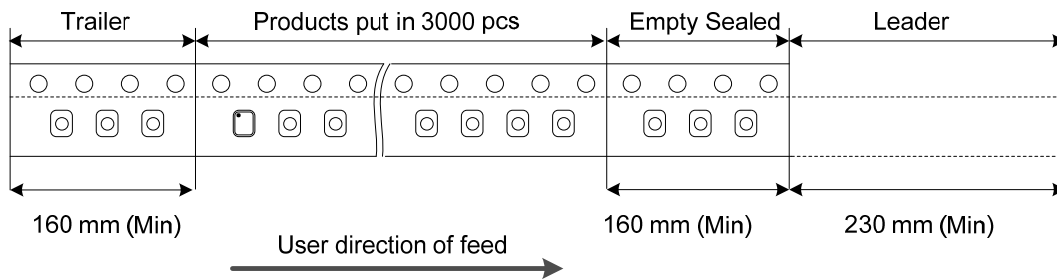 Trailer
Products put in 3000 pcs
Empty Sealed
Leader
160 mm (Min)
160 mm (Min)
230 mm (Min)
User direction of feed